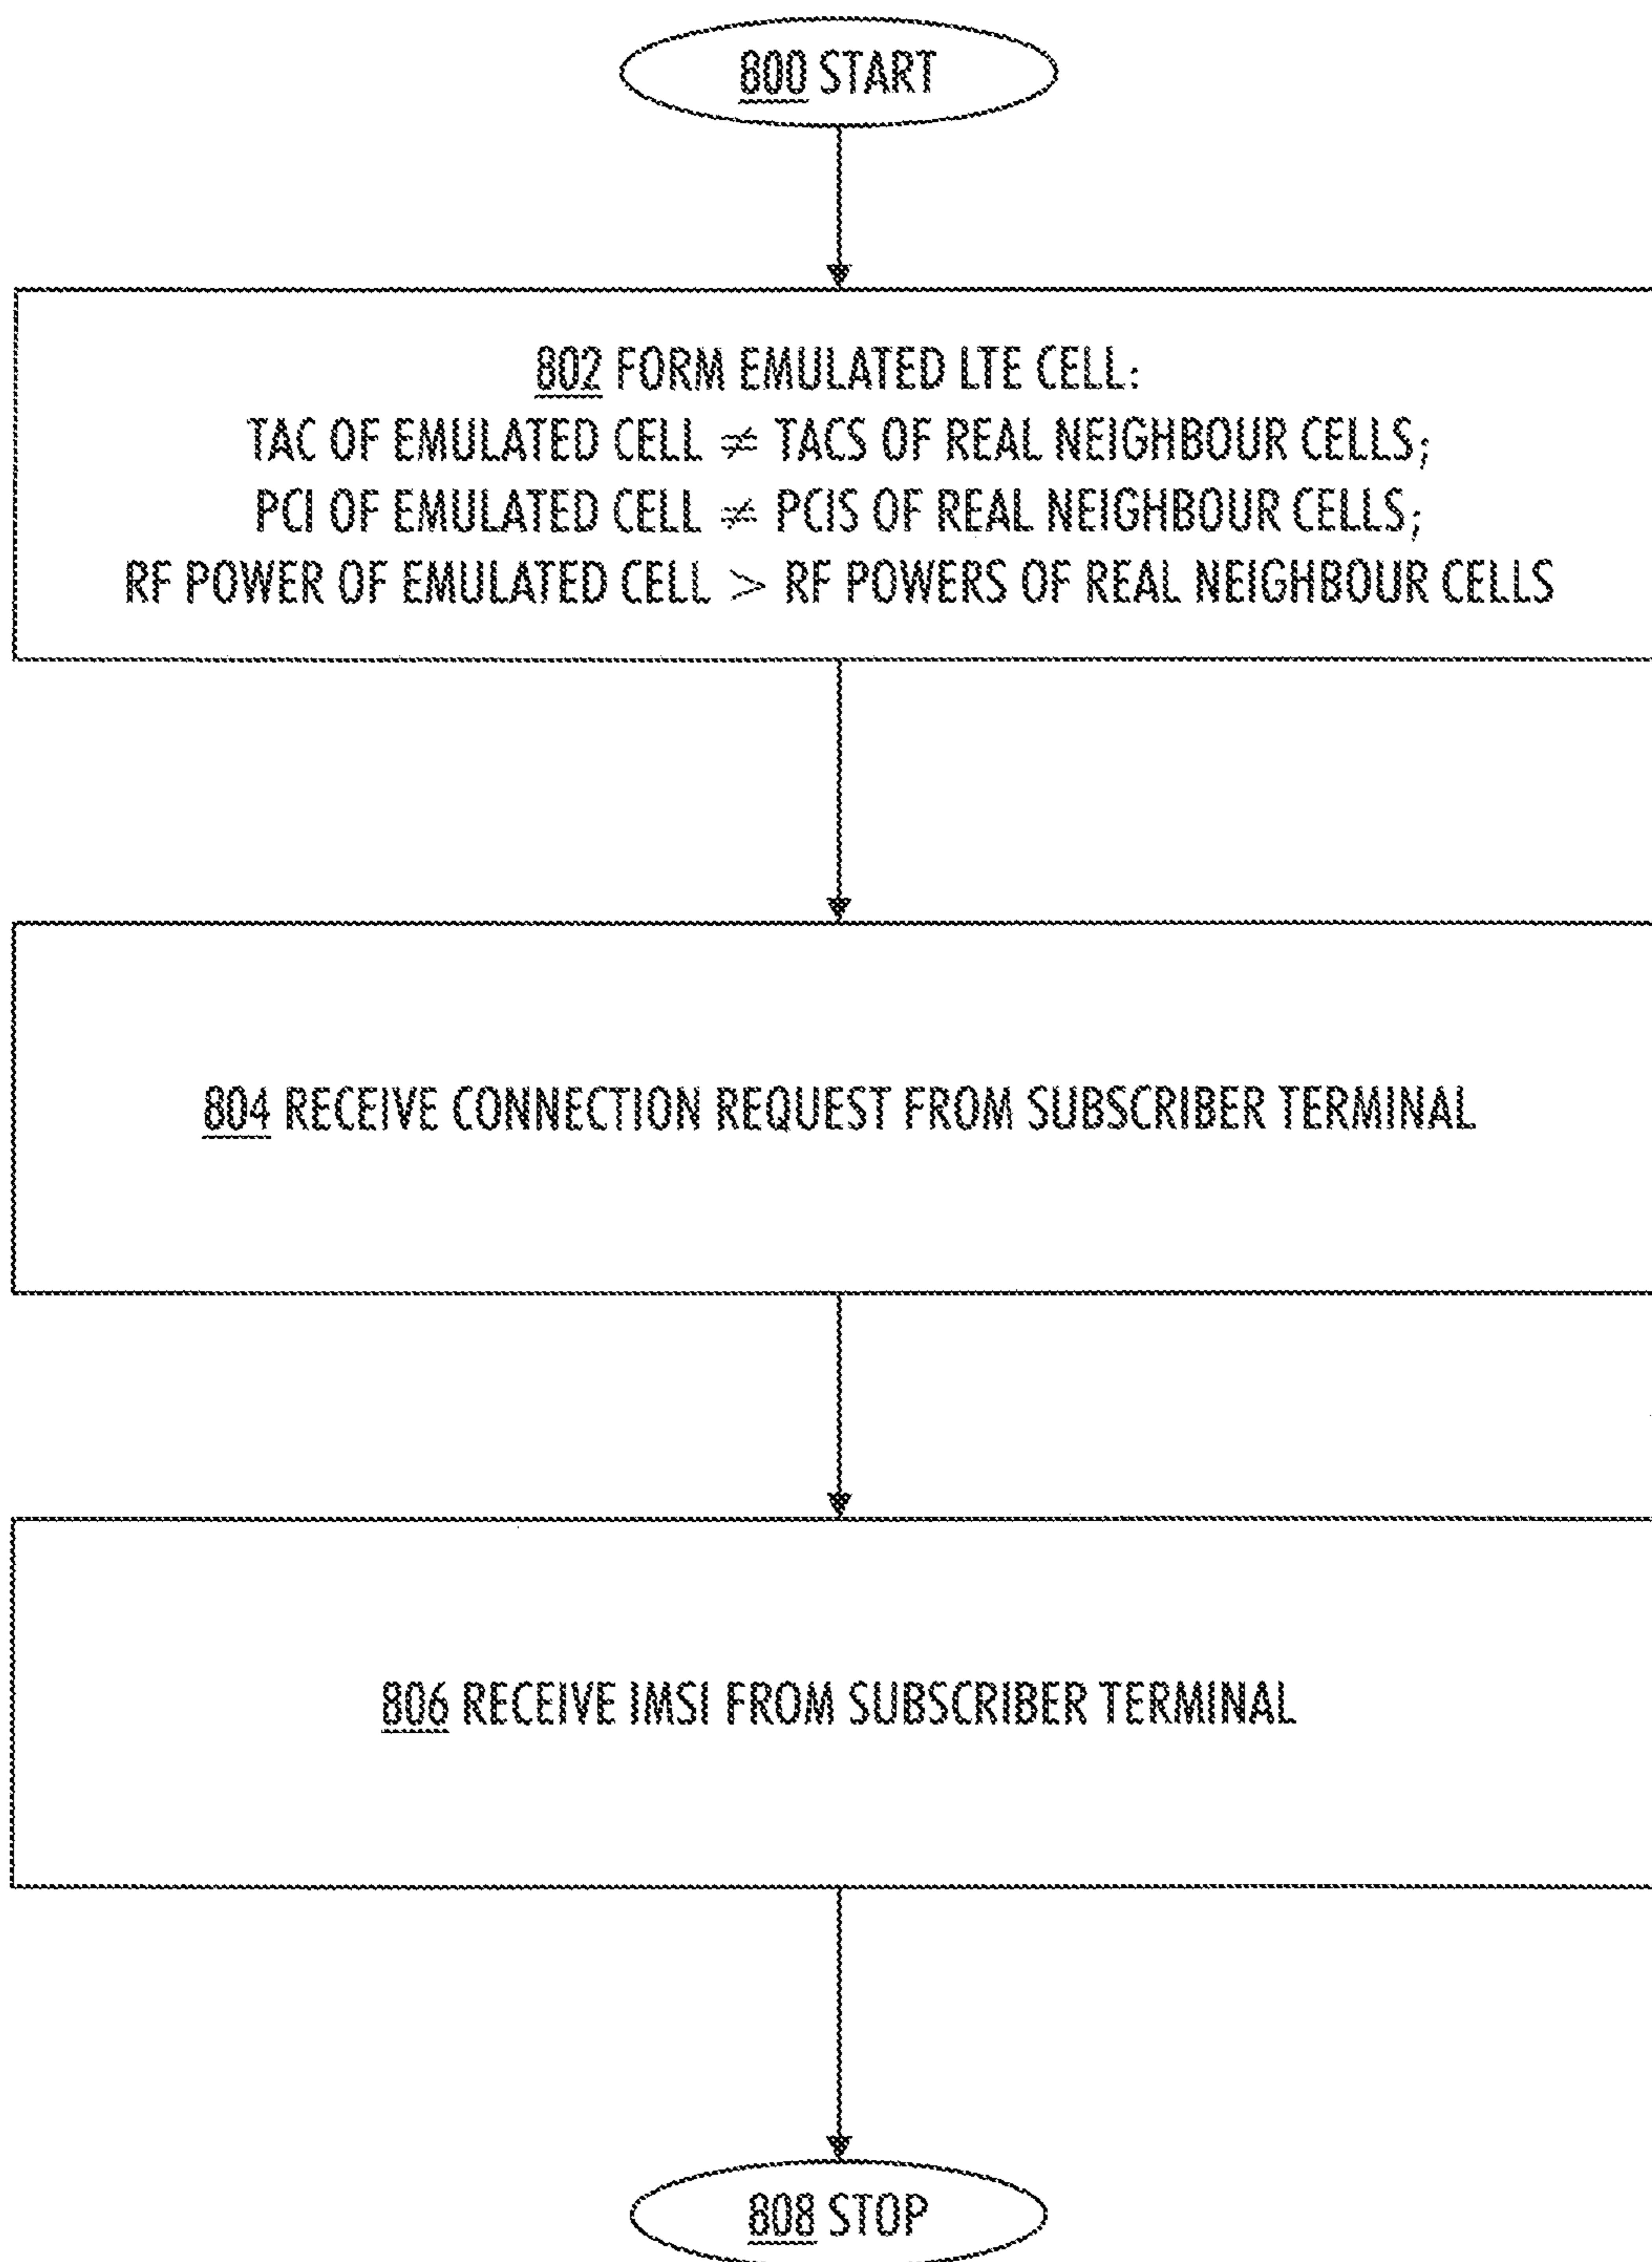 800 START
802 FORM EMULATED LTE CELL:
TAC OF EMULATED CELL ≠ TACS OF REAL NEIGHBOUR CELLS;
PCI OF EMULATED CELL ≠ PCIS OF REAL NEIGHBOUR CELLS;
RF POWER OF EMULATED CELL > RF POWERS OF REAL NEIGHBOUR CELLS
804 RECEIVE CONNECTION REQUEST FROM SUBSCRIBER TERMINAL
806 RECEIVE IMSI FROM SUBSCRIBER TERMINAL
808 STOP